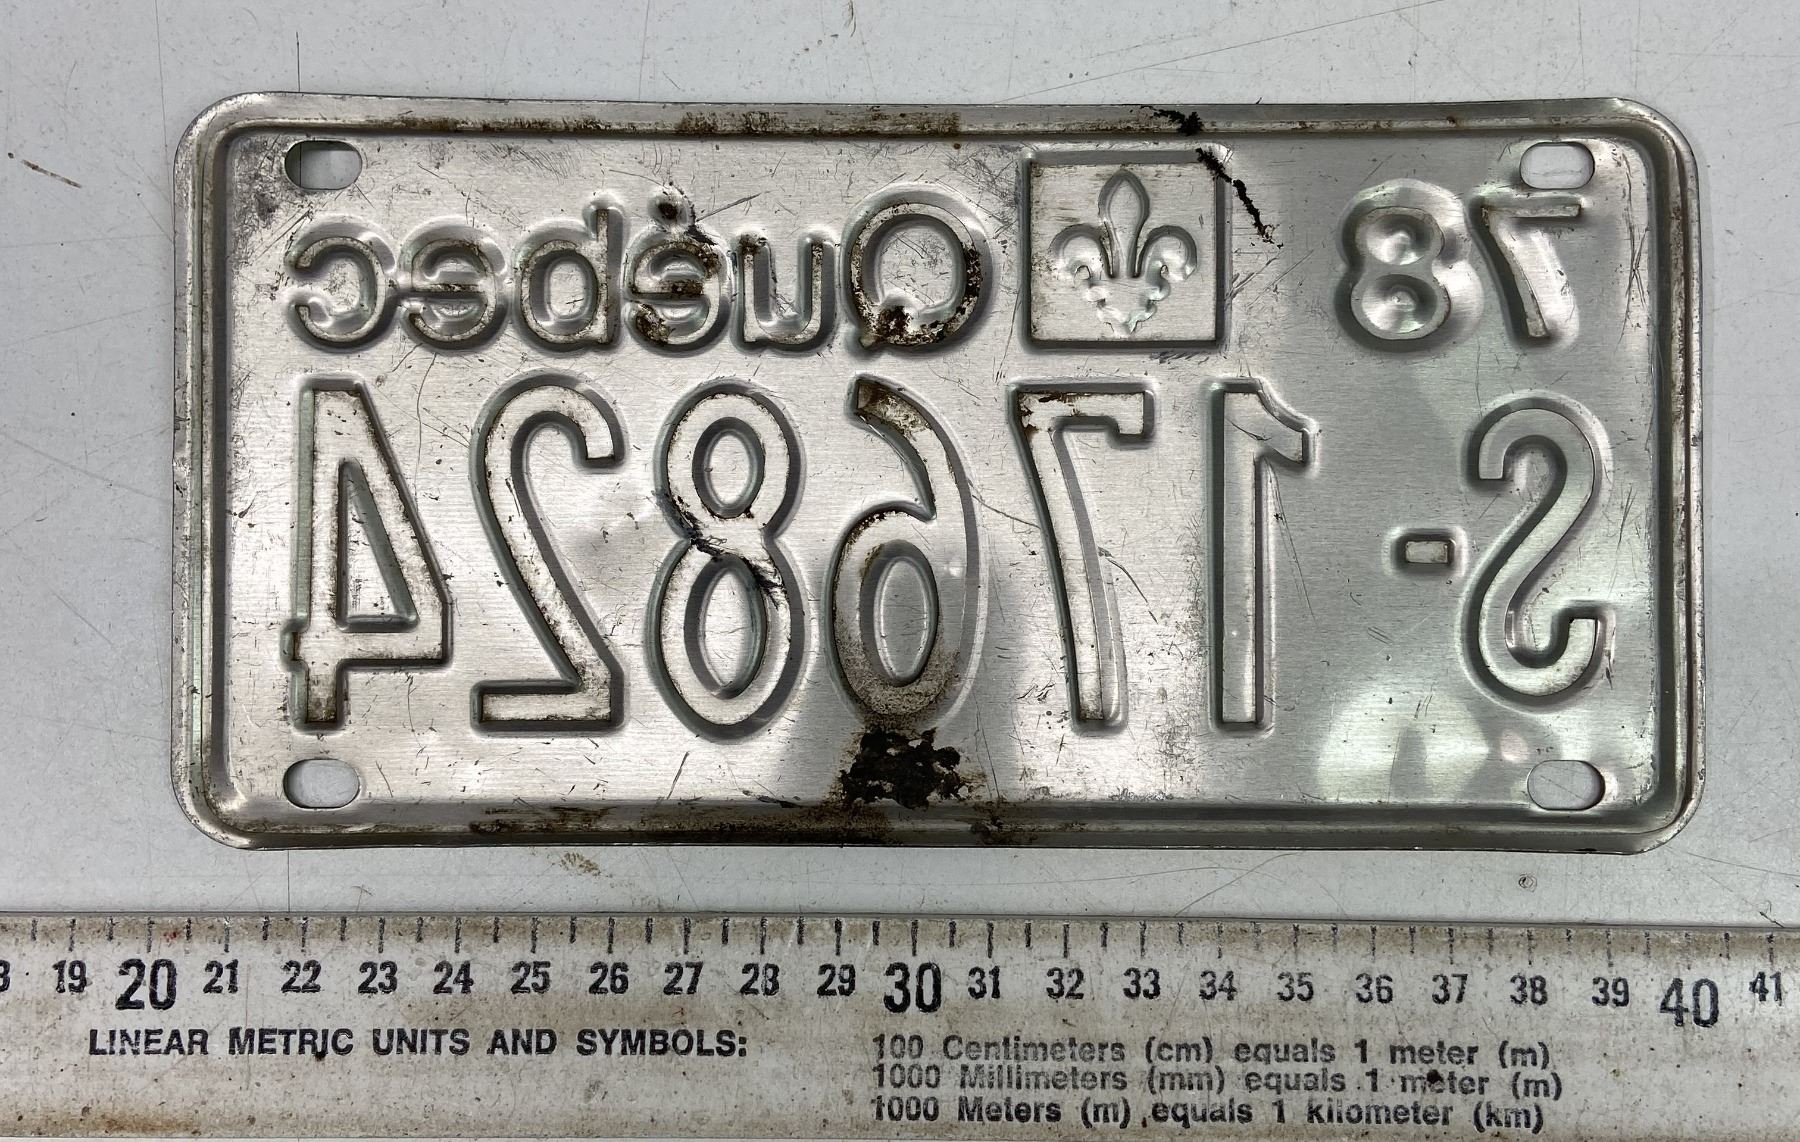 78 Québec
S-176824
19 20 21 22 23 24 25 26 27 28 29 30 31 32 33 34 35 36 37 38 39 40 41
LINEAR METRIC UNITS AND SYMBOLS:
100 Centimeters (cm) equals 1 meter (m)
1000 Millimeters (mm) equals 1 meter (m)
1000 Meters (m) equals 1 kilometer (km)